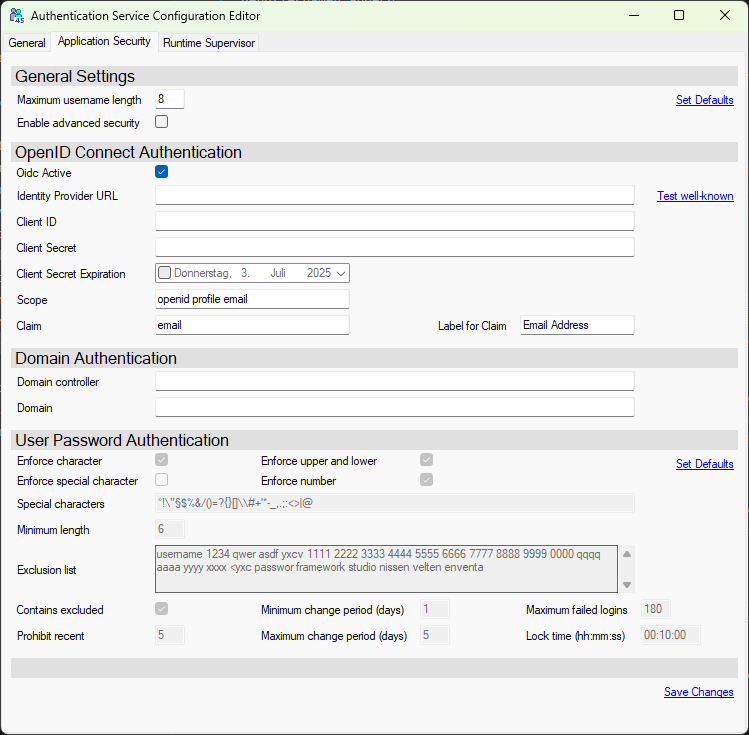 Authentication Service Configuration Editor
General Application Security Runtime Supervisor
General Settings
Maximum username length 8 Set Defaults
Enable advanced security
OpenID Connect Authentication
Oidc Active
Identity Provider URL Test well-known
Client ID
Client Secret
Client Secret Expiration Donnerstag, 3. Juli 2025
Scope openid profile email
Claim email Label for Claim Email Address
Domain Authentication
Domain controller
Domain
User Password Authentication
Enforce character Enforce upper and lower Set Defaults
Enforce special character Enforce number
Special characters °!\"§$%&/()=?{}[]\\#+'*-_,.;:<>|@
Minimum length 6
username 1234 qwer asdf yxcv 1111 2222 3333 4444 5555 6666 7777 8888 9999 0000 qqqq
Exclusion list aaaa yyyy xxxx <yxc passwor framework studio nissen velten enventa
Contains excluded Minimum change period (days) 1 Maximum failed logins 180
Prohibit recent 5 Maximum change period (days) 5 Lock time (hh:mm:ss) 00:10:00
Save Changes